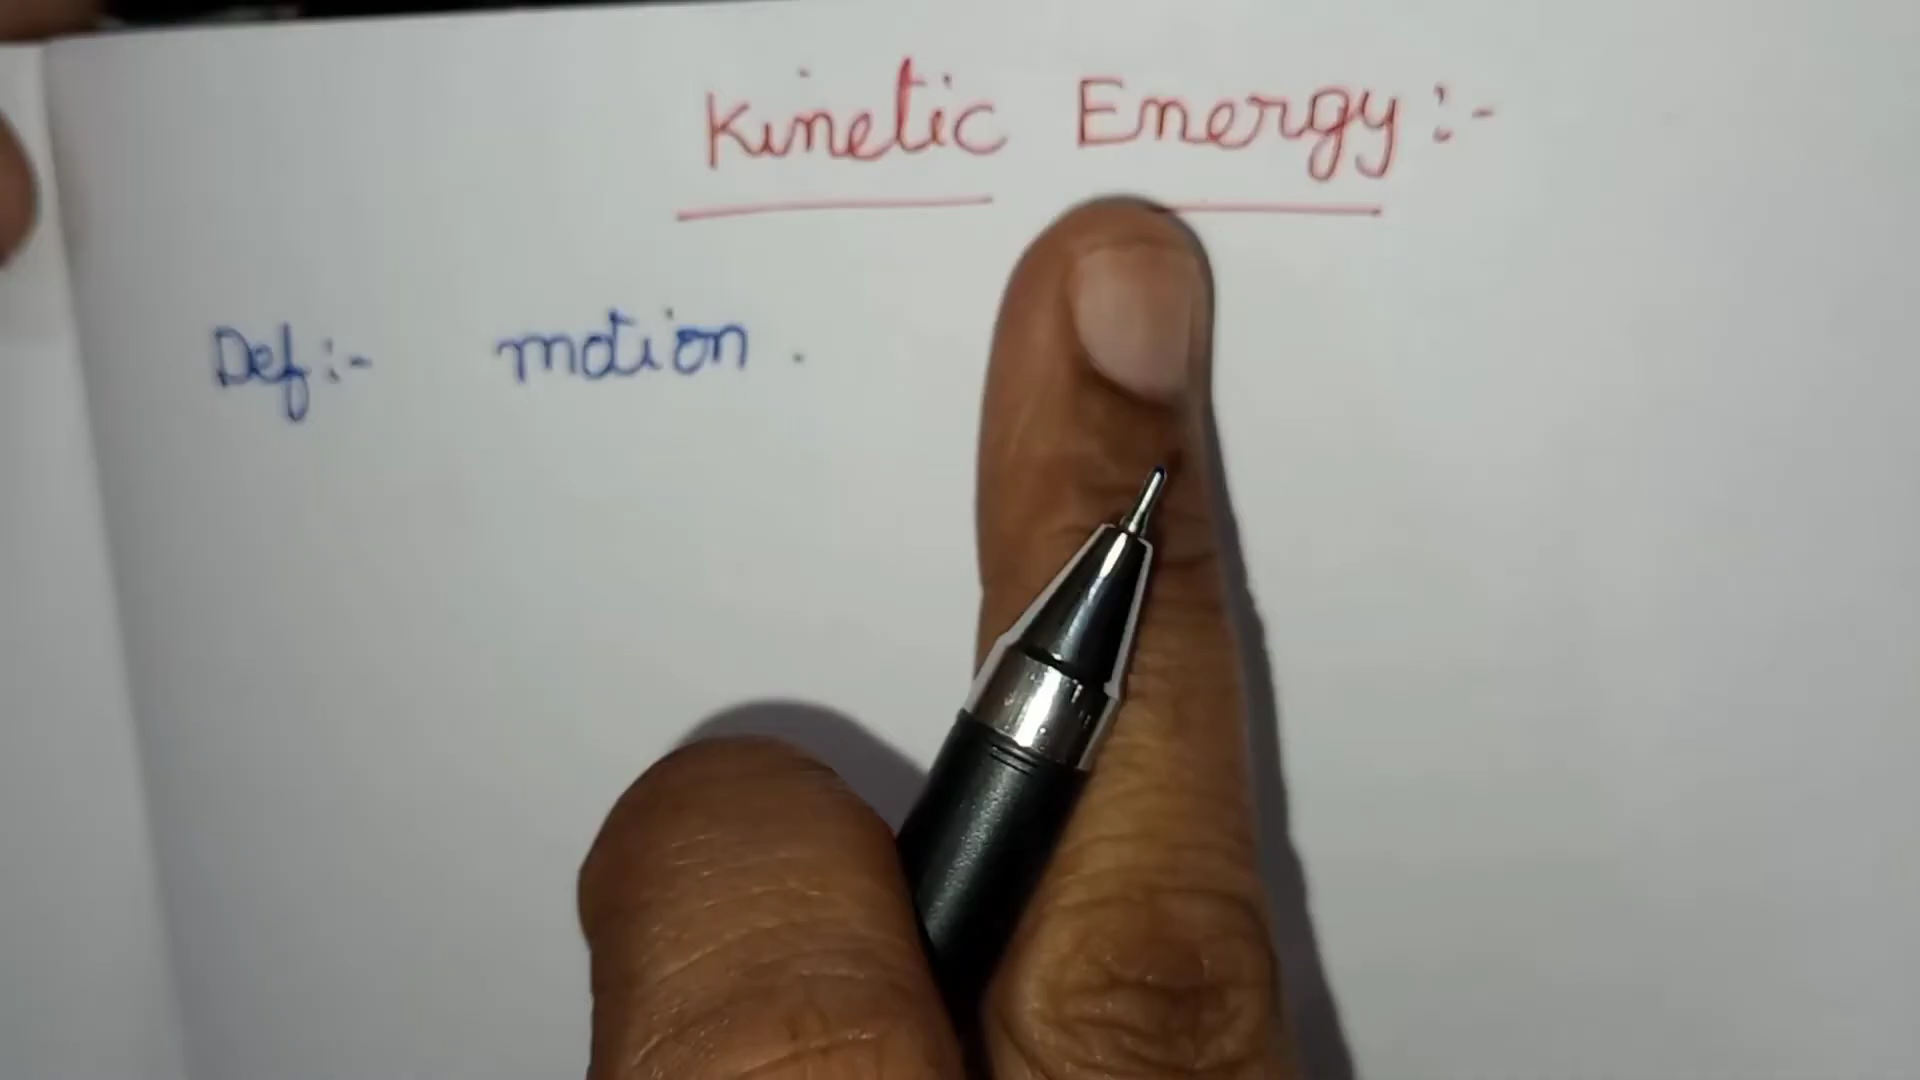 Kinetic Energy :-
Def :- motion .